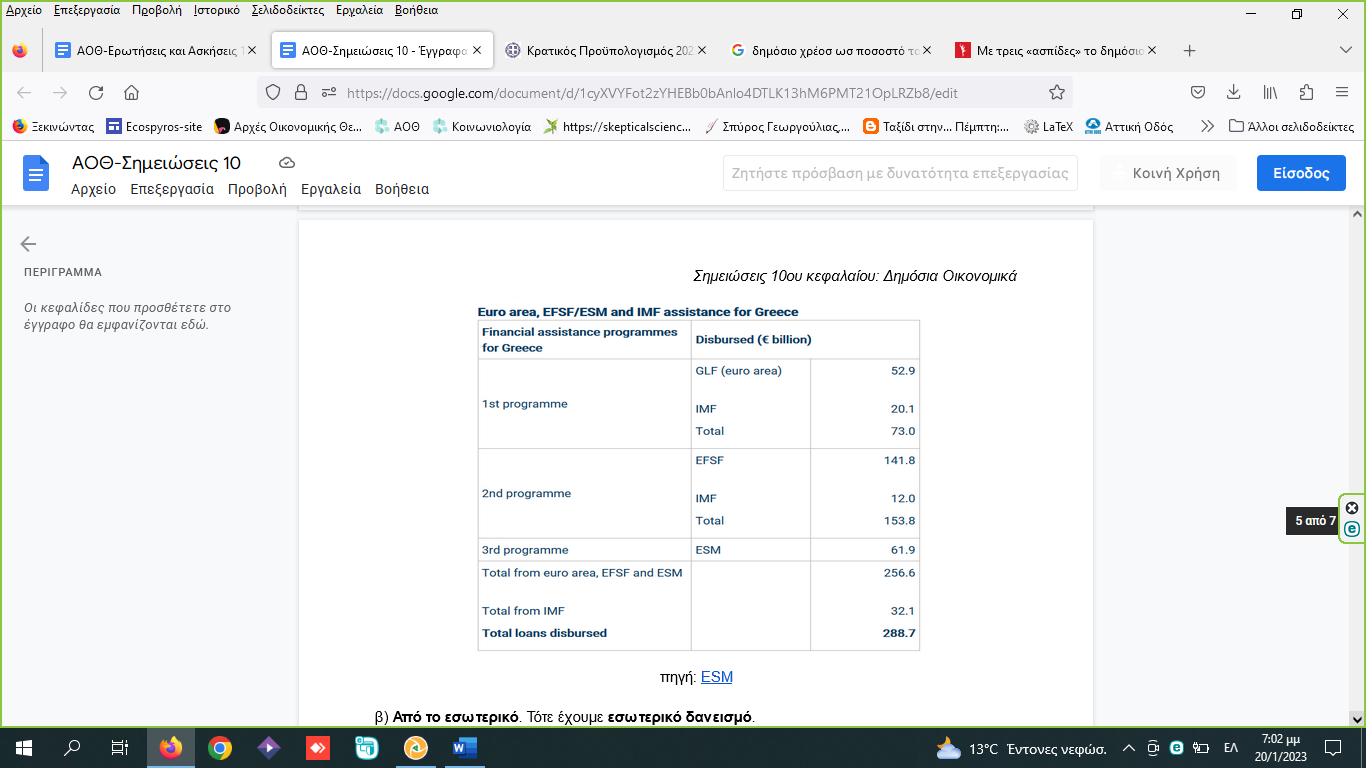 Αρχείο Επεξεργασία Προβολή Ιστορικό Σελιδοδείκτες Εργαλεία Βοήθεια
ΑΟΘ-Ερωτήσεις και Ασκήσεις 1
ΑΟΘ-Σημειώσεις 10 - Έγγραφα
Κρατικός Προϋπολογισμός 202
δημόσιο χρέοσ ωσ ποσοστό το
Με τρεις «ασπίδες» το δημόσιο
https://docs.google.com/document/d/1cyXVYFot2zYHEBb0bAnlo4DTLK13hM6PMT21OpLRZb8/edit
Ξεκινώντας Ecospyros-site Αρχές Οικονομικής Θε... ΑΟΘ Κοινωνιολογία https://skepticalscienc... Σπύρος Γεωργούλιας,... Ταξίδι στην... Πέμπτη:... LaTeX Αττική Οδός Άλλοι σελιδοδείκτες
ΑΟΘ-Σημειώσεις 10
Αρχείο Επεξεργασία Προβολή Εργαλεία Βοήθεια
Ζητήστε πρόσβαση με δυνατότητα επεξεργασίας
Κοινή Χρήση
Είσοδος
ΠΕΡΙΓΡΑΜΜΑ
Οι κεφαλίδες που προσθέτετε στο
έγγραφο θα εμφανίζονται εδώ.
Σημειώσεις 10ου κεφαλαίου: Δημόσια Οικονομικά
Euro area, EFSF/ESM and IMF assistance for Greece
Financial assistance programmes
for Greece
Disbursed (€ billion)
1st programme
GLF (euro area) 52.9
IMF 20.1
Total 73.0
2nd programme
EFSF 141.8
IMF 12.0
Total 153.8
3rd programme ESM 61.9
Total from euro area, EFSF and ESM 256.6
Total from IMF 32.1
Total loans disbursed 288.7
πηγή: ESM
β) Από το εσωτερικό. Τότε έχουμε εσωτερικό δανεισμό.
5 από 7
13°C Έντονες νεφώσ.
ΕΛ
7:02 μμ
20/1/2023